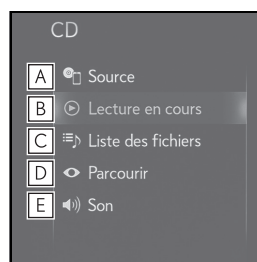 CD
A Source
B Lecture en cours
C Liste des fichiers
D Parcourir
E Son